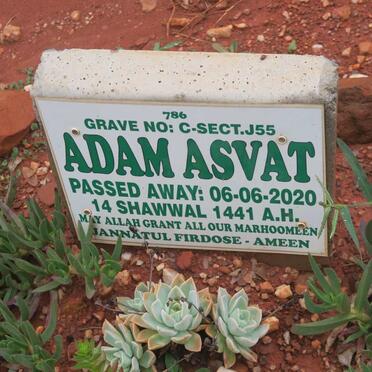 786
GRAVE NO: C-SECT.J55
ADAM ASVAT
PASSED AWAY: 06-06-2020
14 SHAWWAL 1441 A.H.
MAY ALLAH GRANT ALL OUR MARHOOMEEN
JANNATUL FIRDOSE - AMEEN